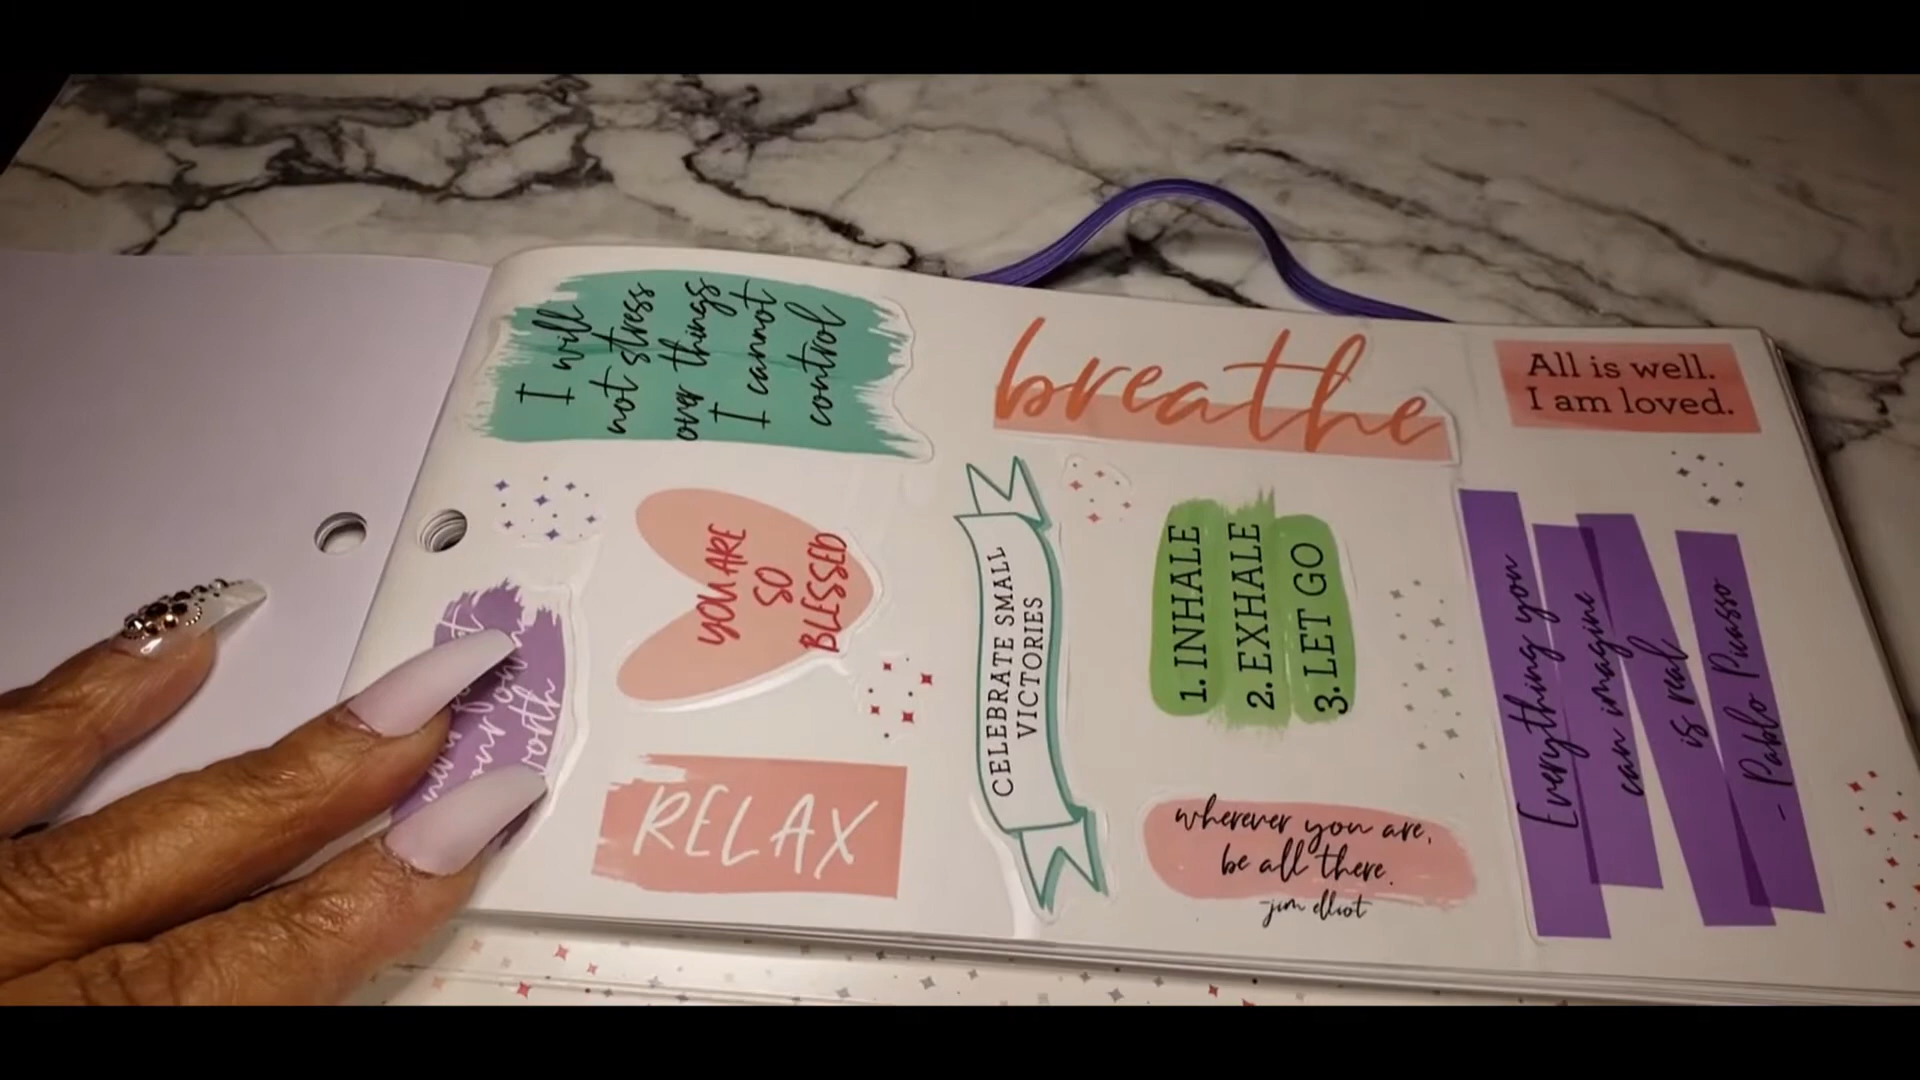 I will
not stress
over things
I cannot
control
breathe
All is well.
I am loved.
YOU ARE
SO
BLESSED
CELEBRATE SMALL
VICTORIES
1. INHALE
2. EXHALE
3. LET GO
Everything you
can imagine
is real
- Pablo Picasso
worth
RELAX
wherever you are,
be all there.
-jim elliot